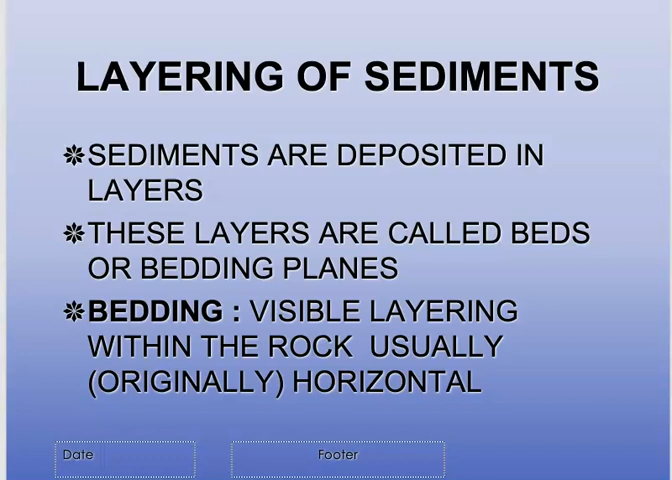 LAYERING OF SEDIMENTS
SEDIMENTS ARE DEPOSITED IN
LAYERS
THESE LAYERS ARE CALLED BEDS
OR BEDDING PLANES
BEDDING : VISIBLE LAYERING
WITHIN THE ROCK  USUALLY
(ORIGINALLY) HORIZONTAL
Date
Footer